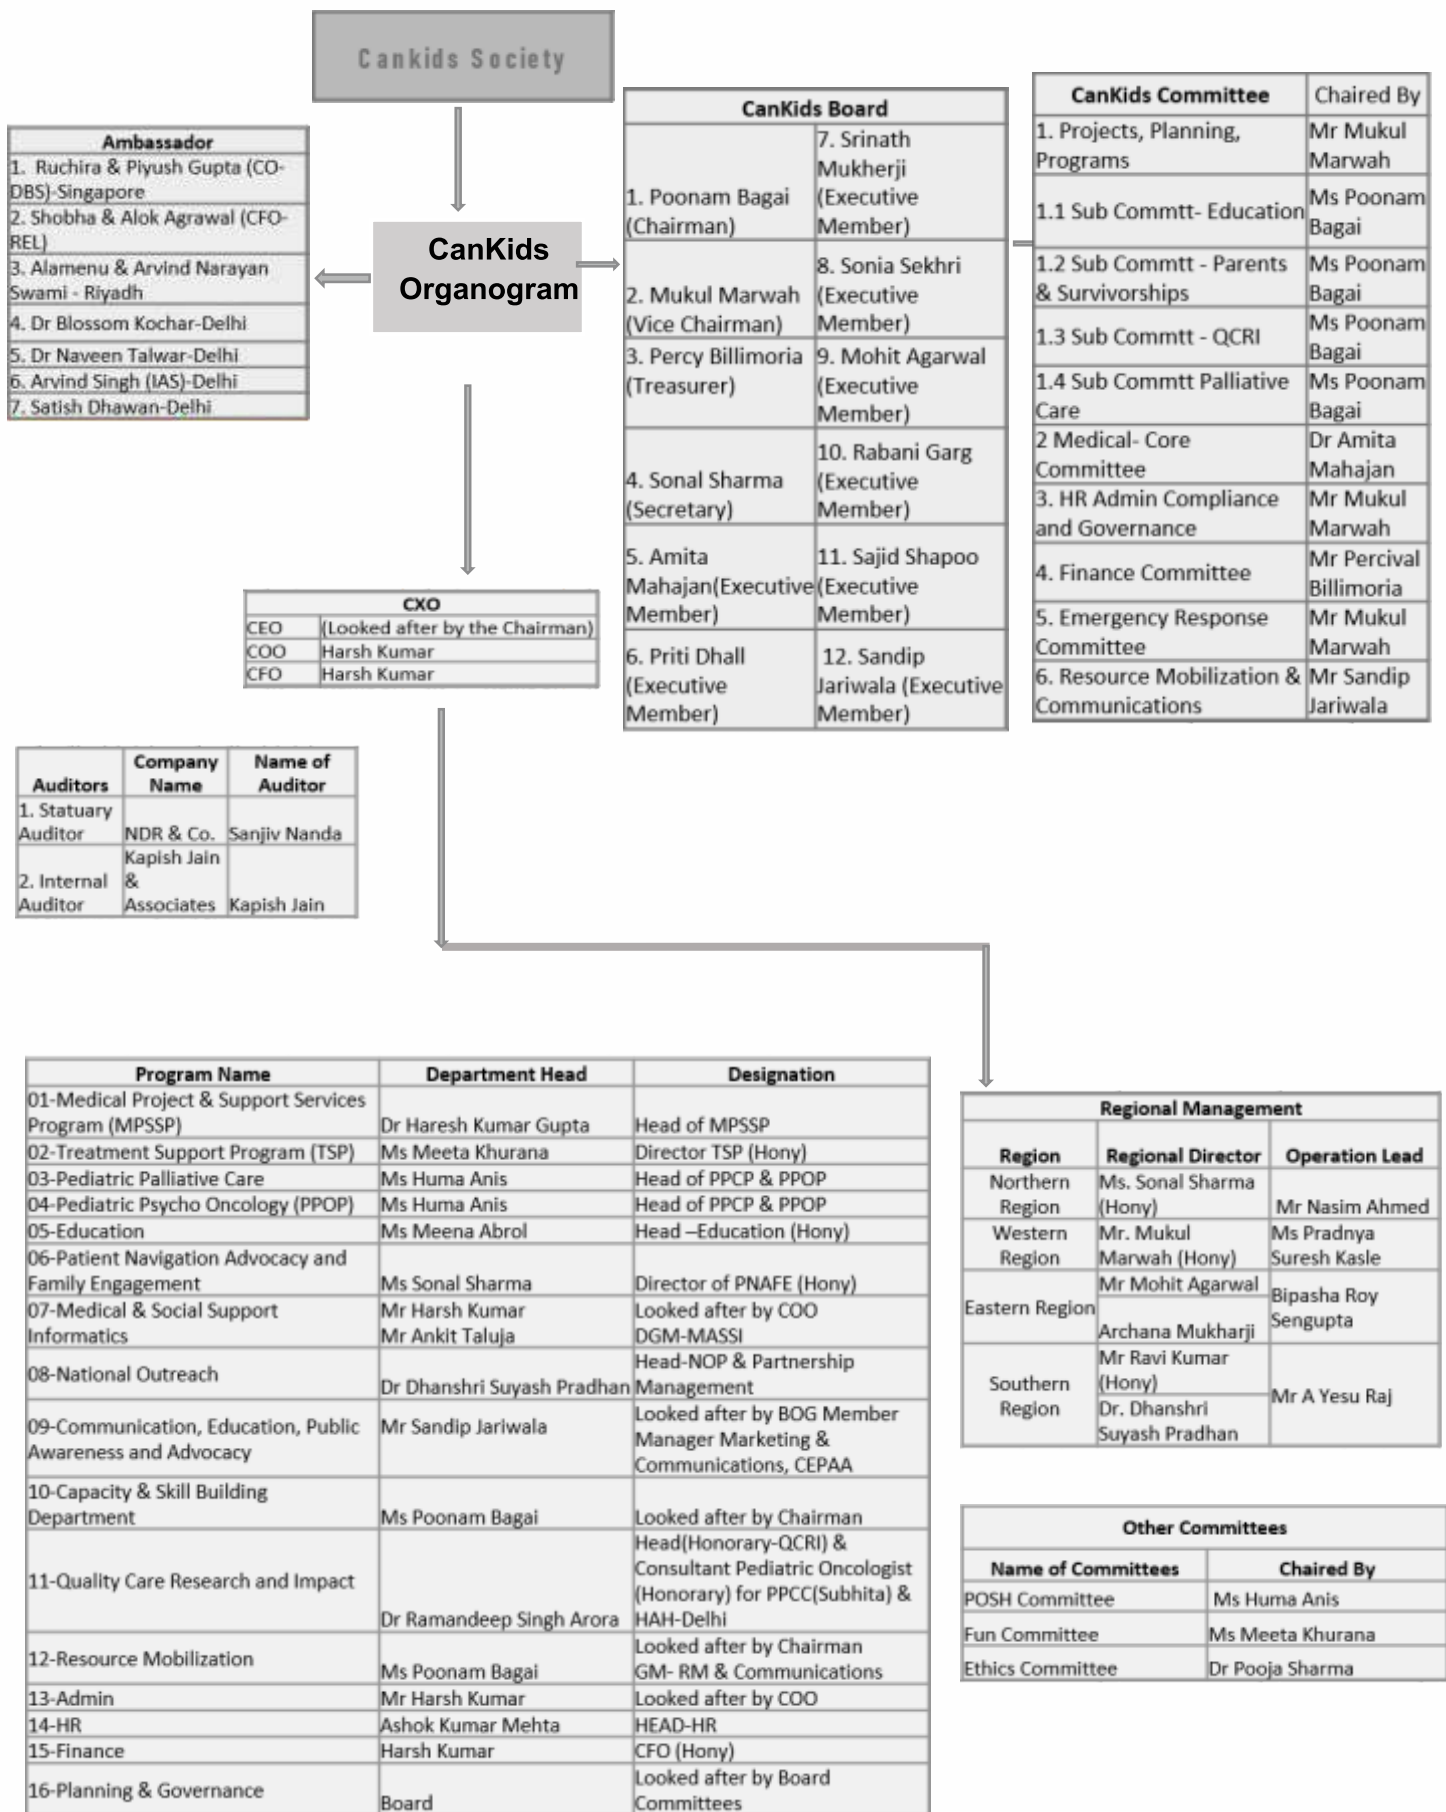 Cankids Society
CanKids
Organogram
Ambassador
1. Ruchira & Piyush Gupta (CO-
DBS)-Singapore
2. Shobha & Alok Agrawal (CFO-
REL)
3. Alamenu & Arvind Narayan
Swami - Riyadh
4. Dr Blossom Kochar-Delhi
5. Dr Naveen Talwar-Delhi
6. Arvind Singh (IAS)-Delhi
7. Satish Dhawan-Delhi
CanKids Board
1. Poonam Bagai
(Chairman)
7. Srinath
Mukherji
(Executive
Member)
2. Mukul Marwah
(Vice Chairman)
8. Sonia Sekhri
(Executive
Member)
3. Percy Billimoria
(Treasurer)
9. Mohit Agarwal
(Executive
Member)
4. Sonal Sharma
(Secretary)
10. Rabani Garg
(Executive
Member)
5. Amita
Mahajan(Executive
Member)
11. Sajid Shapoo
(Executive
Member)
6. Priti Dhall
(Executive
Member)
12. Sandip
Jariwala (Executive
Member)
CanKids Committee Chaired By
1. Projects, Planning,
Programs
Mr Mukul
Marwah
1.1 Sub Commtt- Education
Ms Poonam
Bagai
1.2 Sub Commtt - Parents
& Survivorships
Ms Poonam
Bagai
1.3 Sub Commtt - QCRI
Ms Poonam
Bagai
1.4 Sub Commtt Palliative
Care
Ms Poonam
Bagai
2 Medical- Core
Committee
Dr Amita
Mahajan
3. HR Admin Compliance
and Governance
Mr Mukul
Marwah
4. Finance Committee
Mr Percival
Billimoria
5. Emergency Response
Committee
Mr Mukul
Marwah
6. Resource Mobilization &
Communications
Mr Sandip
Jariwala
CXO
CEO (Looked after by the Chairman)
COO Harsh Kumar
CFO Harsh Kumar
Auditors
Company
Name
Name of
Auditor
1. Statuary
Auditor
NDR & Co.
Sanjiv Nanda
2. Internal
Auditor
Kapish Jain
&
Associates
Kapish Jain
Program Name Department Head Designation
01-Medical Project & Support Services
Program (MPSSP)
Dr Haresh Kumar Gupta
Head of MPSSP
02-Treatment Support Program (TSP) Ms Meeta Khurana Director TSP (Hony)
03-Pediatric Palliative Care Ms Huma Anis Head of PPCP & PPOP
04-Pediatric Psycho Oncology (PPOP) Ms Huma Anis Head of PPCP & PPOP
05-Education Ms Meena Abrol Head –Education (Hony)
06-Patient Navigation Advocacy and
Family Engagement
Ms Sonal Sharma
Director of PNAFE (Hony)
07-Medical & Social Support
Informatics
Mr Harsh Kumar
Mr Ankit Taluja
Looked after by COO
DGM-MASSI
08-National Outreach
Dr Dhanshri Suyash Pradhan
Head-NOP & Partnership
Management
09-Communication, Education, Public
Awareness and Advocacy
Mr Sandip Jariwala
Looked after by BOG Member
Manager Marketing &
Communications, CEPAA
10-Capacity & Skill Building
Department
Ms Poonam Bagai
Looked after by Chairman
11-Quality Care Research and Impact
Dr Ramandeep Singh Arora
Head(Honorary-QCRI) &
Consultant Pediatric Oncologist
(Honorary) for PPCC(Subhita) &
HAH-Delhi
12-Resource Mobilization
Ms Poonam Bagai
Looked after by Chairman
GM- RM & Communications
13-Admin Mr Harsh Kumar Looked after by COO
14-HR Ashok Kumar Mehta HEAD-HR
15-Finance Harsh Kumar CFO (Hony)
16-Planning & Governance
Board
Looked after by Board
Committees
Regional Management
Region Regional Director Operation Lead
Northern
Region
Ms. Sonal Sharma
(Hony)
Mr Nasim Ahmed
Western
Region
Mr. Mukul
Marwah (Hony)
Ms Pradnya
Suresh Kasle
Eastern Region
Mr Mohit Agarwal
Archana Mukharji
Bipasha Roy
Sengupta
Southern
Region
Mr Ravi Kumar
(Hony)
Dr. Dhanshri
Suyash Pradhan
Mr A Yesu Raj
Other Committees
Name of Committees Chaired By
POSH Committee Ms Huma Anis
Fun Committee Ms Meeta Khurana
Ethics Committee Dr Pooja Sharma